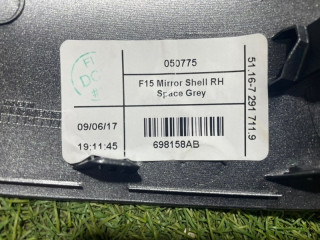 050775
F15 Mirror Shell RH
Space Grey
09/06/17
19:11:45
698158AB
51.16-7 291 711.9